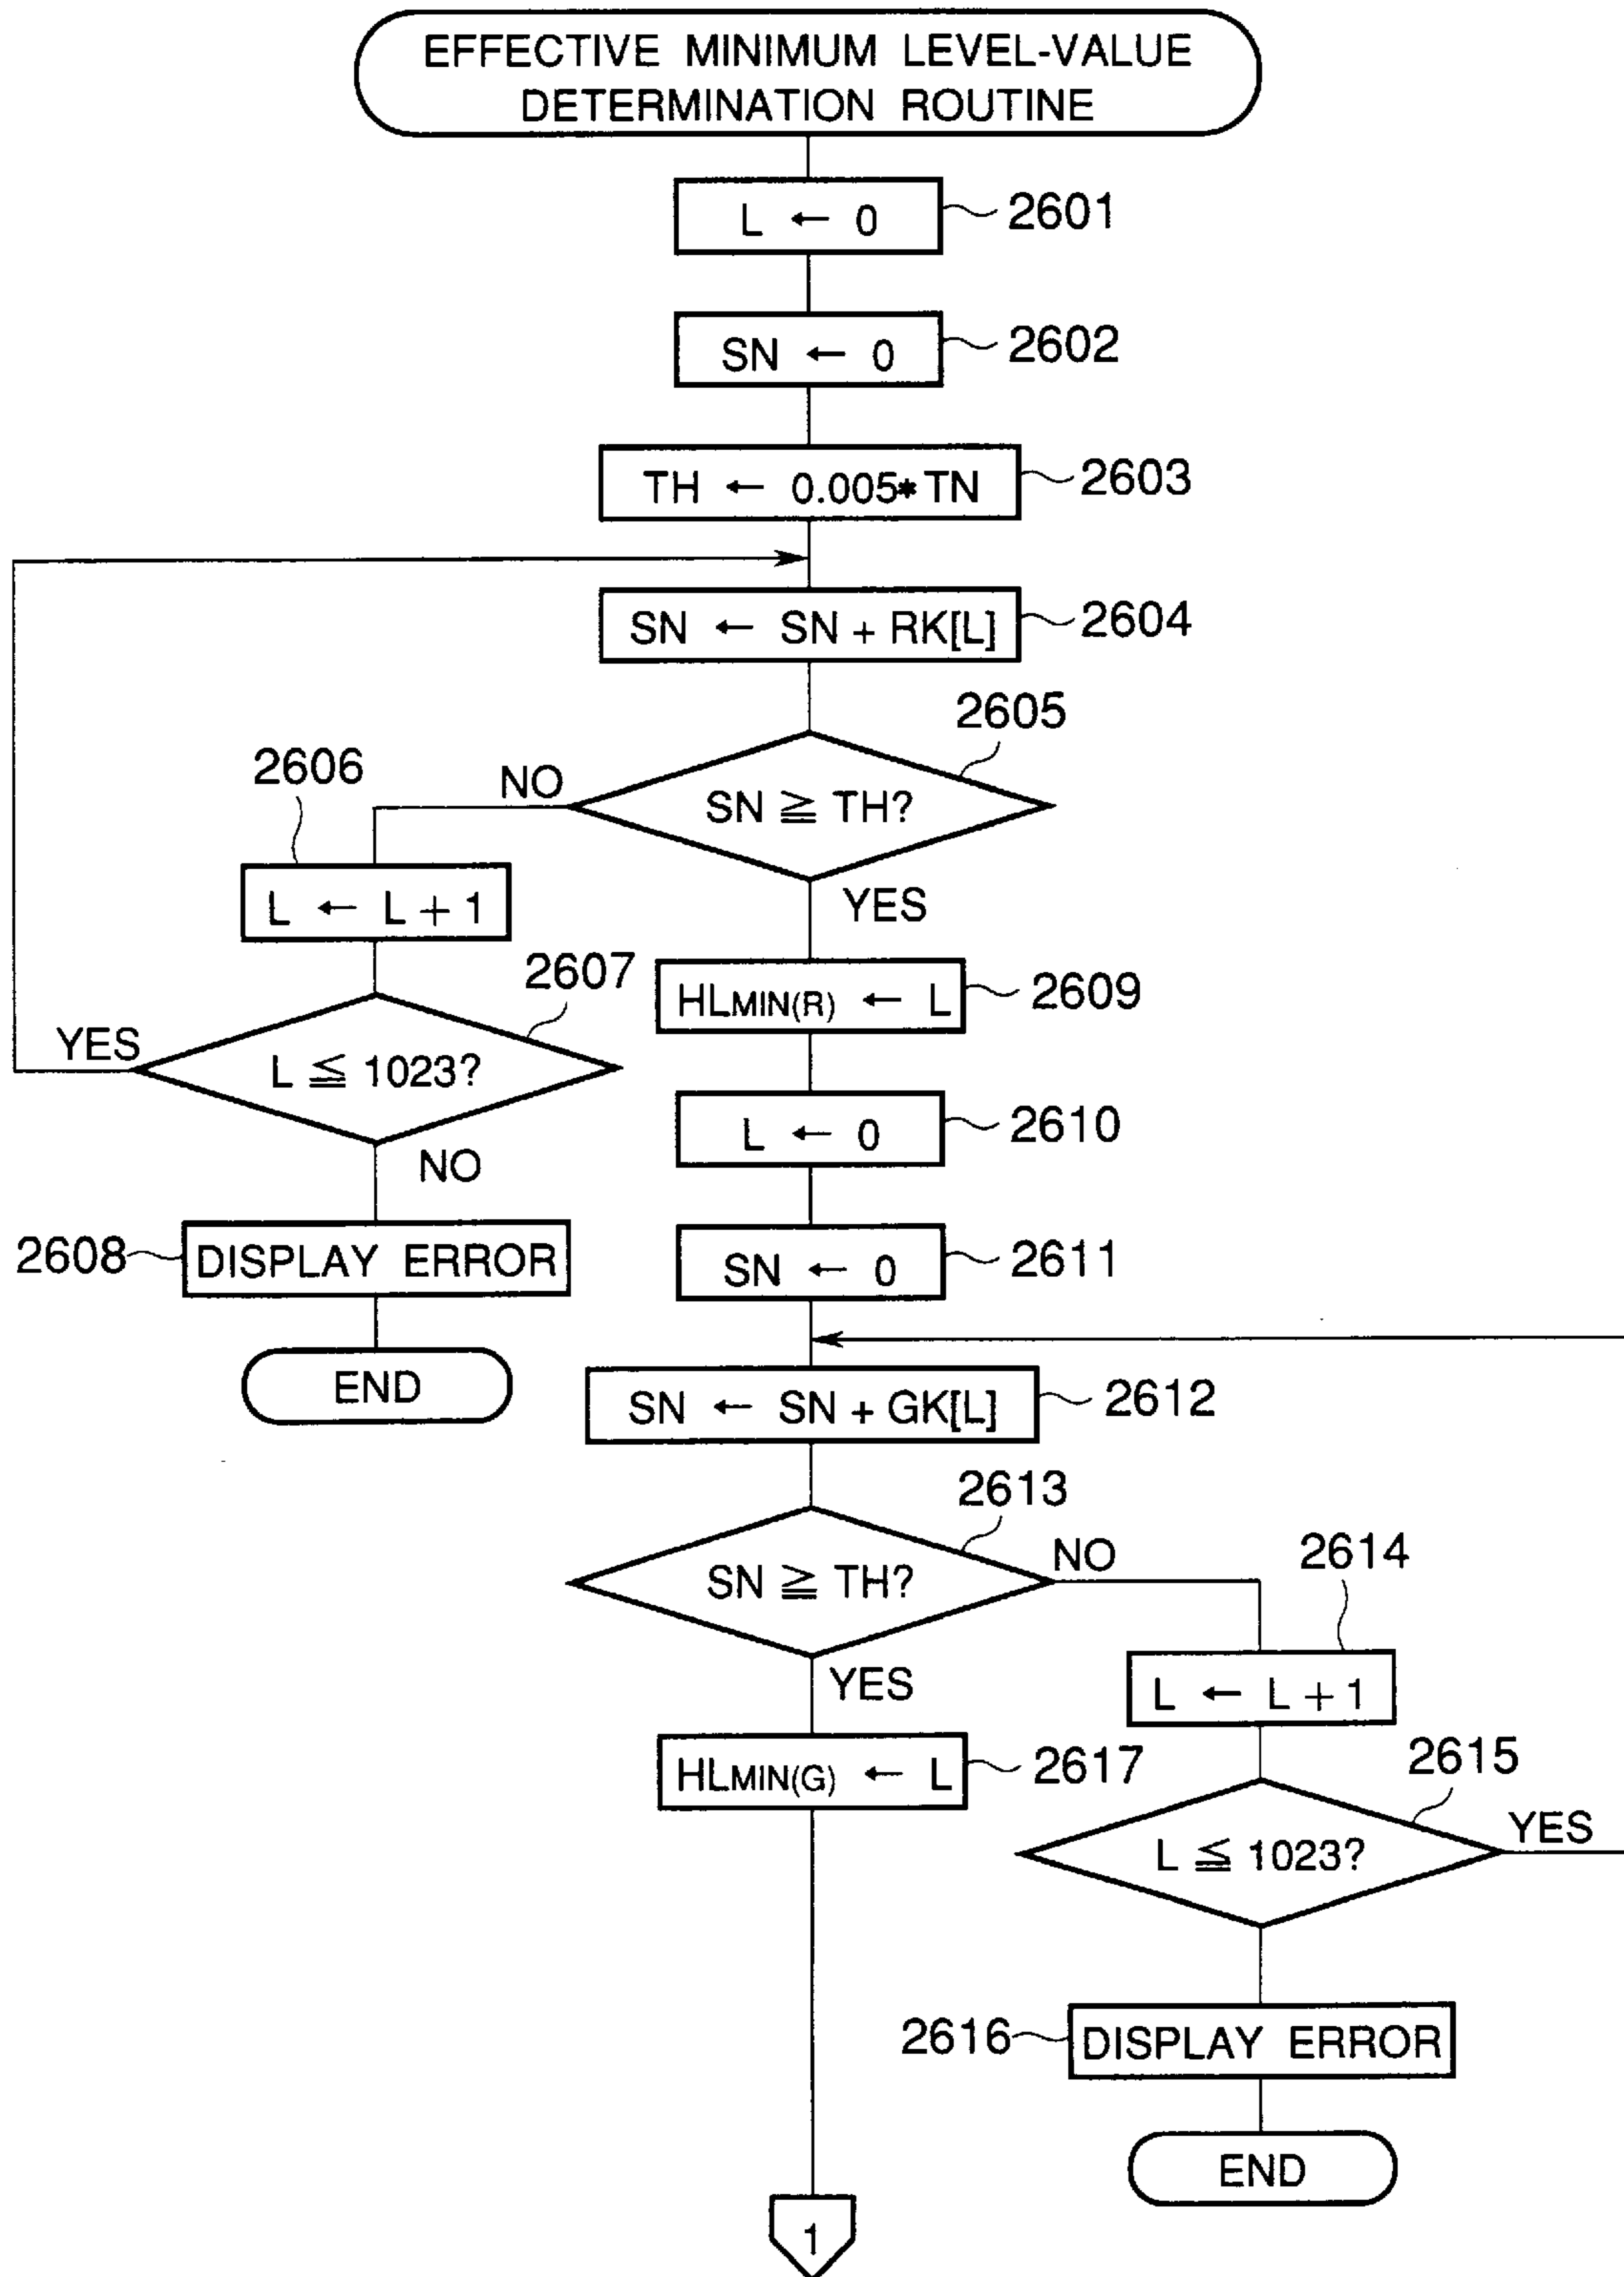 EFFECTIVE MINIMUM LEVEL-VALUE
DETERMINATION ROUTINE
L ← 0
2601
SN ← 0
2602
TH ← 0.005* TN
2603
SN ← SN + RK[L]
2604
2605
SN ≧ TH?
NO
YES
2606
L ← L + 1
2607
L ≦ 1023?
YES
NO
2608
DISPLAY ERROR
END
HLMIN(R) ← L
2609
L ← 0
2610
SN ← 0
2611
SN ← SN + GK[L]
2612
2613
SN ≧ TH?
NO
YES
2614
L ← L + 1
2615
L ≦ 1023?
YES
2616
DISPLAY ERROR
END
HLMIN(G) ← L
2617
1